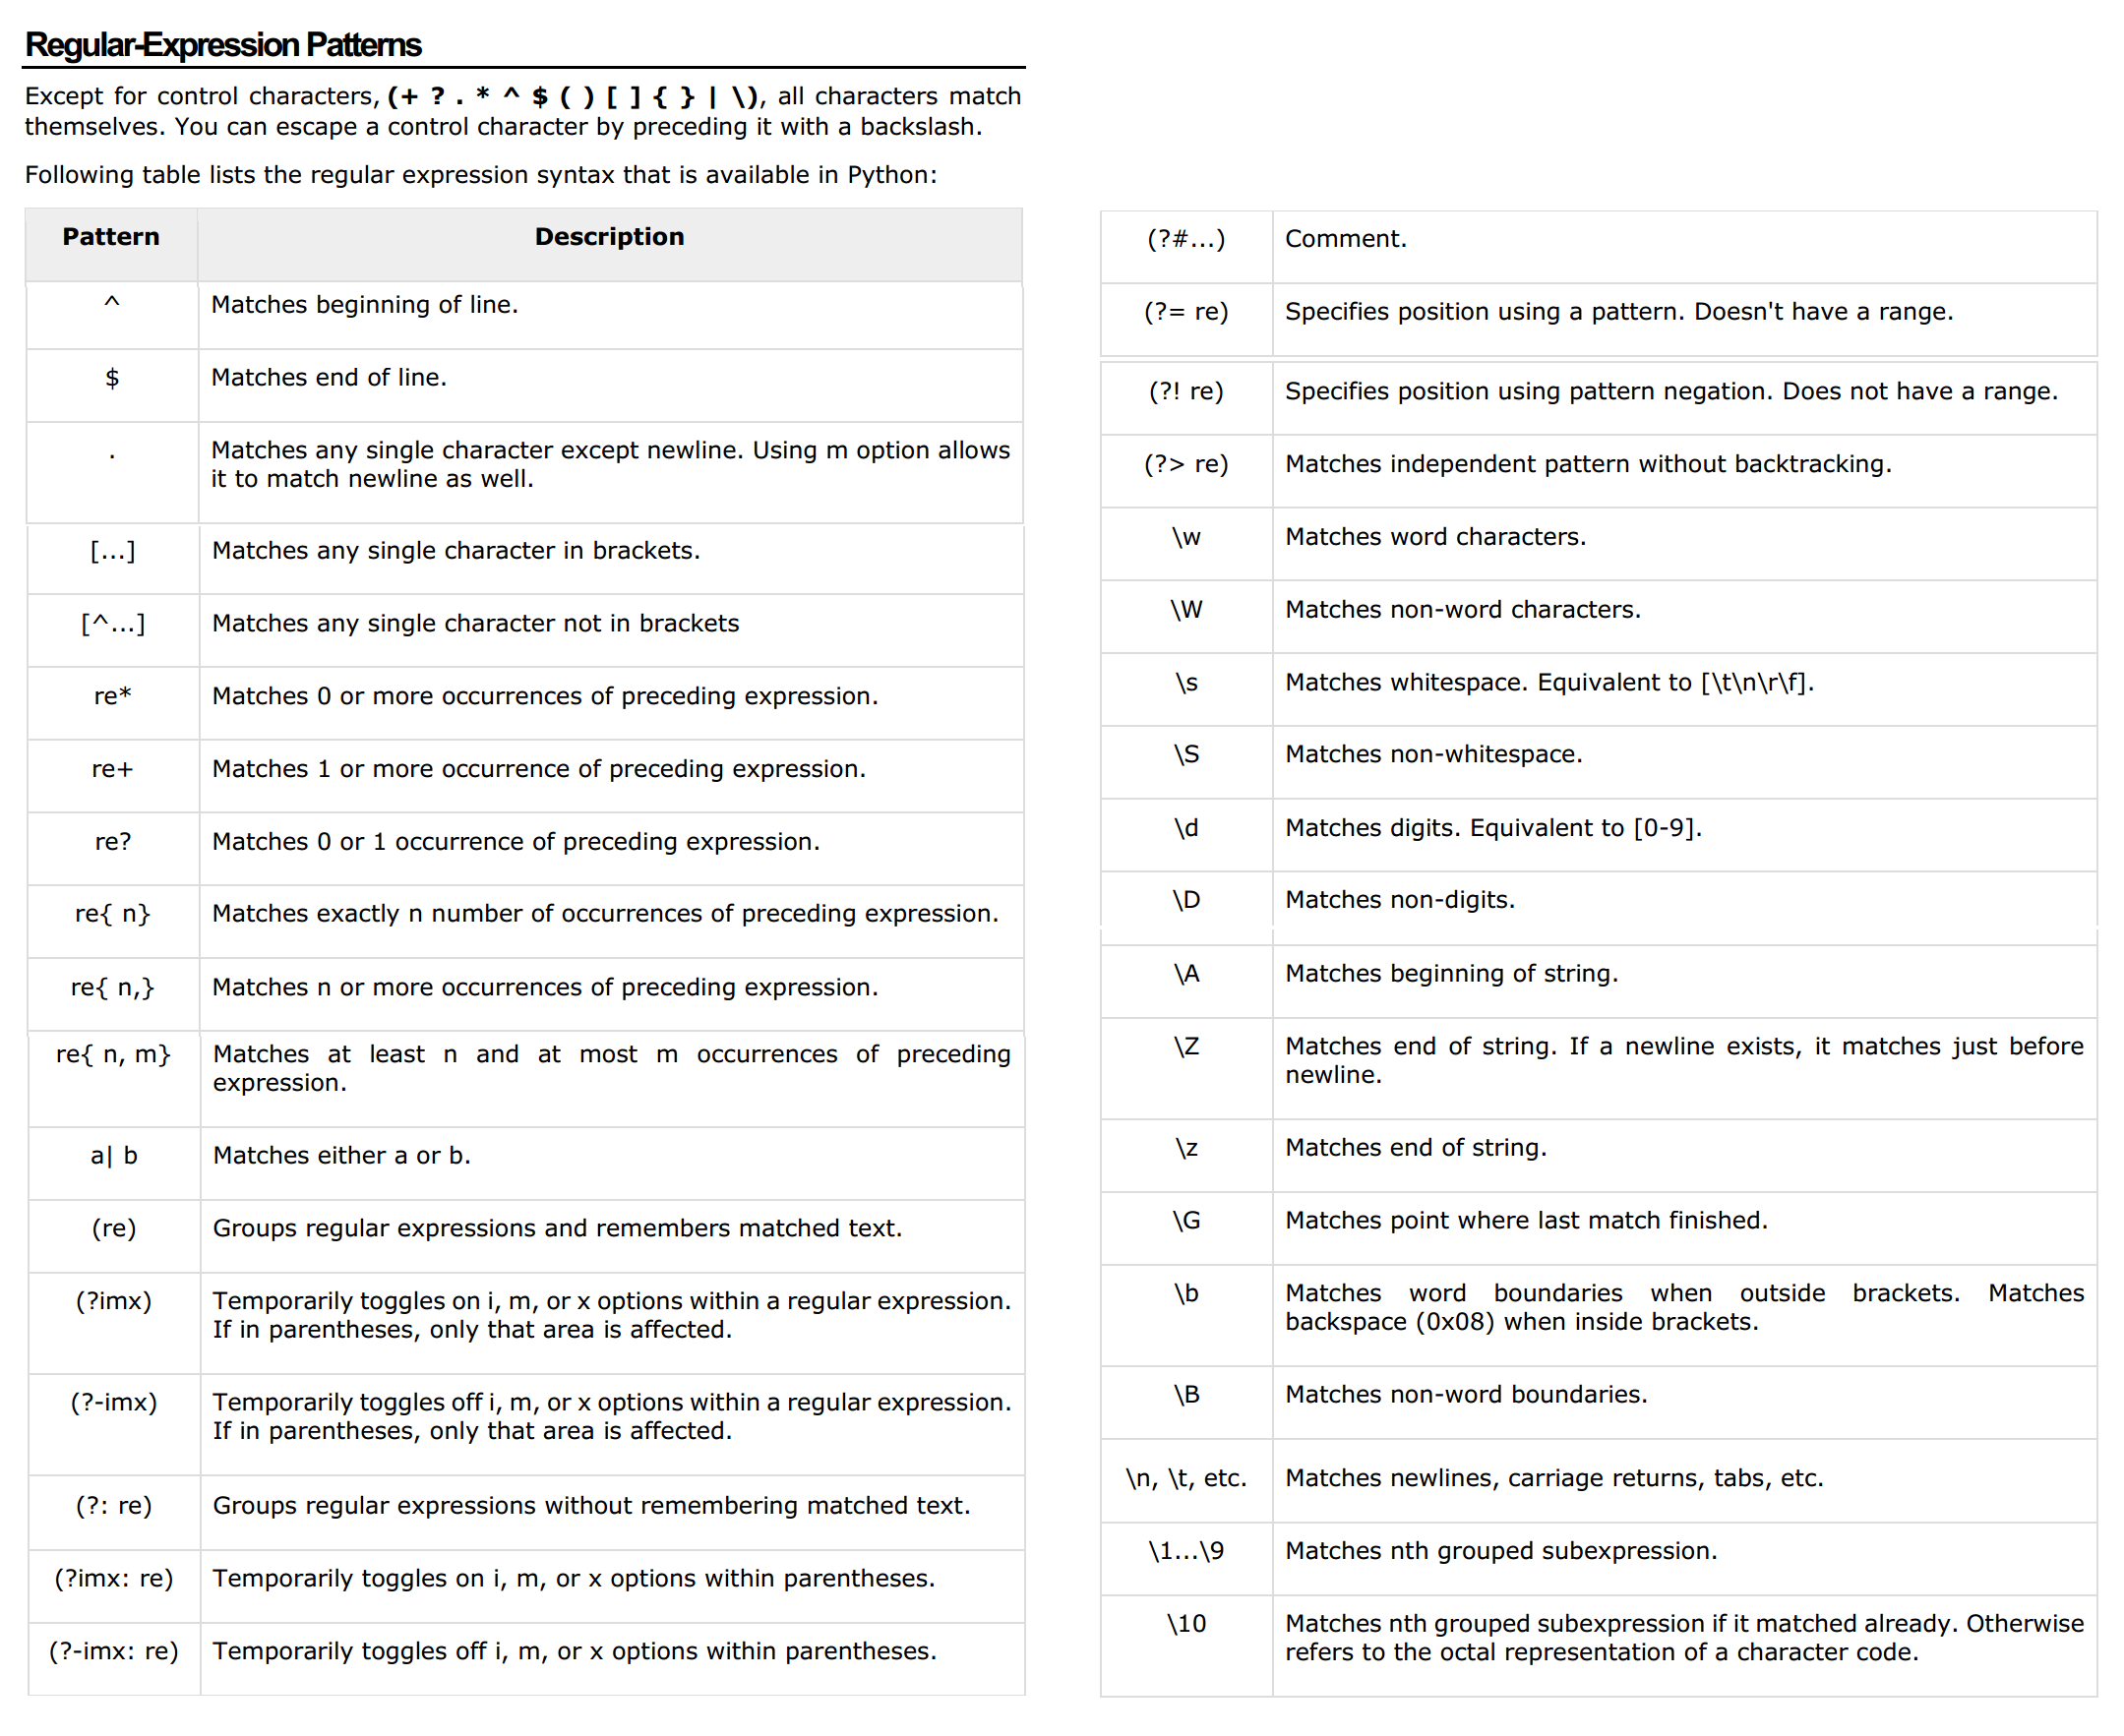 Regular-Expression Patterns
Except for control characters, (+ ? . * ^ $ ( ) [ ] { } | \), all characters match
themselves. You can escape a control character by preceding it with a backslash.
Following table lists the regular expression syntax that is available in Python:
Pattern Description
^ Matches beginning of line.
$ Matches end of line.
. Matches any single character except newline. Using m option allows
it to match newline as well.
[...] Matches any single character in brackets.
[^...] Matches any single character not in brackets
re* Matches 0 or more occurrences of preceding expression.
re+ Matches 1 or more occurrence of preceding expression.
re? Matches 0 or 1 occurrence of preceding expression.
re{ n} Matches exactly n number of occurrences of preceding expression.
re{ n,} Matches n or more occurrences of preceding expression.
re{ n, m} Matches at least n and at most m occurrences of preceding
expression.
a| b Matches either a or b.
(re) Groups regular expressions and remembers matched text.
(?imx) Temporarily toggles on i, m, or x options within a regular expression.
If in parentheses, only that area is affected.
(?-imx) Temporarily toggles off i, m, or x options within a regular expression.
If in parentheses, only that area is affected.
(?: re) Groups regular expressions without remembering matched text.
(?imx: re) Temporarily toggles on i, m, or x options within parentheses.
(?-imx: re) Temporarily toggles off i, m, or x options within parentheses.
(?#...) Comment.
(?= re) Specifies position using a pattern. Doesn't have a range.
(?! re) Specifies position using pattern negation. Does not have a range.
(?> re) Matches independent pattern without backtracking.
\w Matches word characters.
\W Matches non-word characters.
\s Matches whitespace. Equivalent to [\t\n\r\f].
\S Matches non-whitespace.
\d Matches digits. Equivalent to [0-9].
\D Matches non-digits.
\A Matches beginning of string.
\Z Matches end of string. If a newline exists, it matches just before
newline.
\z Matches end of string.
\G Matches point where last match finished.
\b Matches word boundaries when outside brackets. Matches
backspace (0x08) when inside brackets.
\B Matches non-word boundaries.
\n, \t, etc. Matches newlines, carriage returns, tabs, etc.
\1...\9 Matches nth grouped subexpression.
\10 Matches nth grouped subexpression if it matched already. Otherwise
refers to the octal representation of a character code.